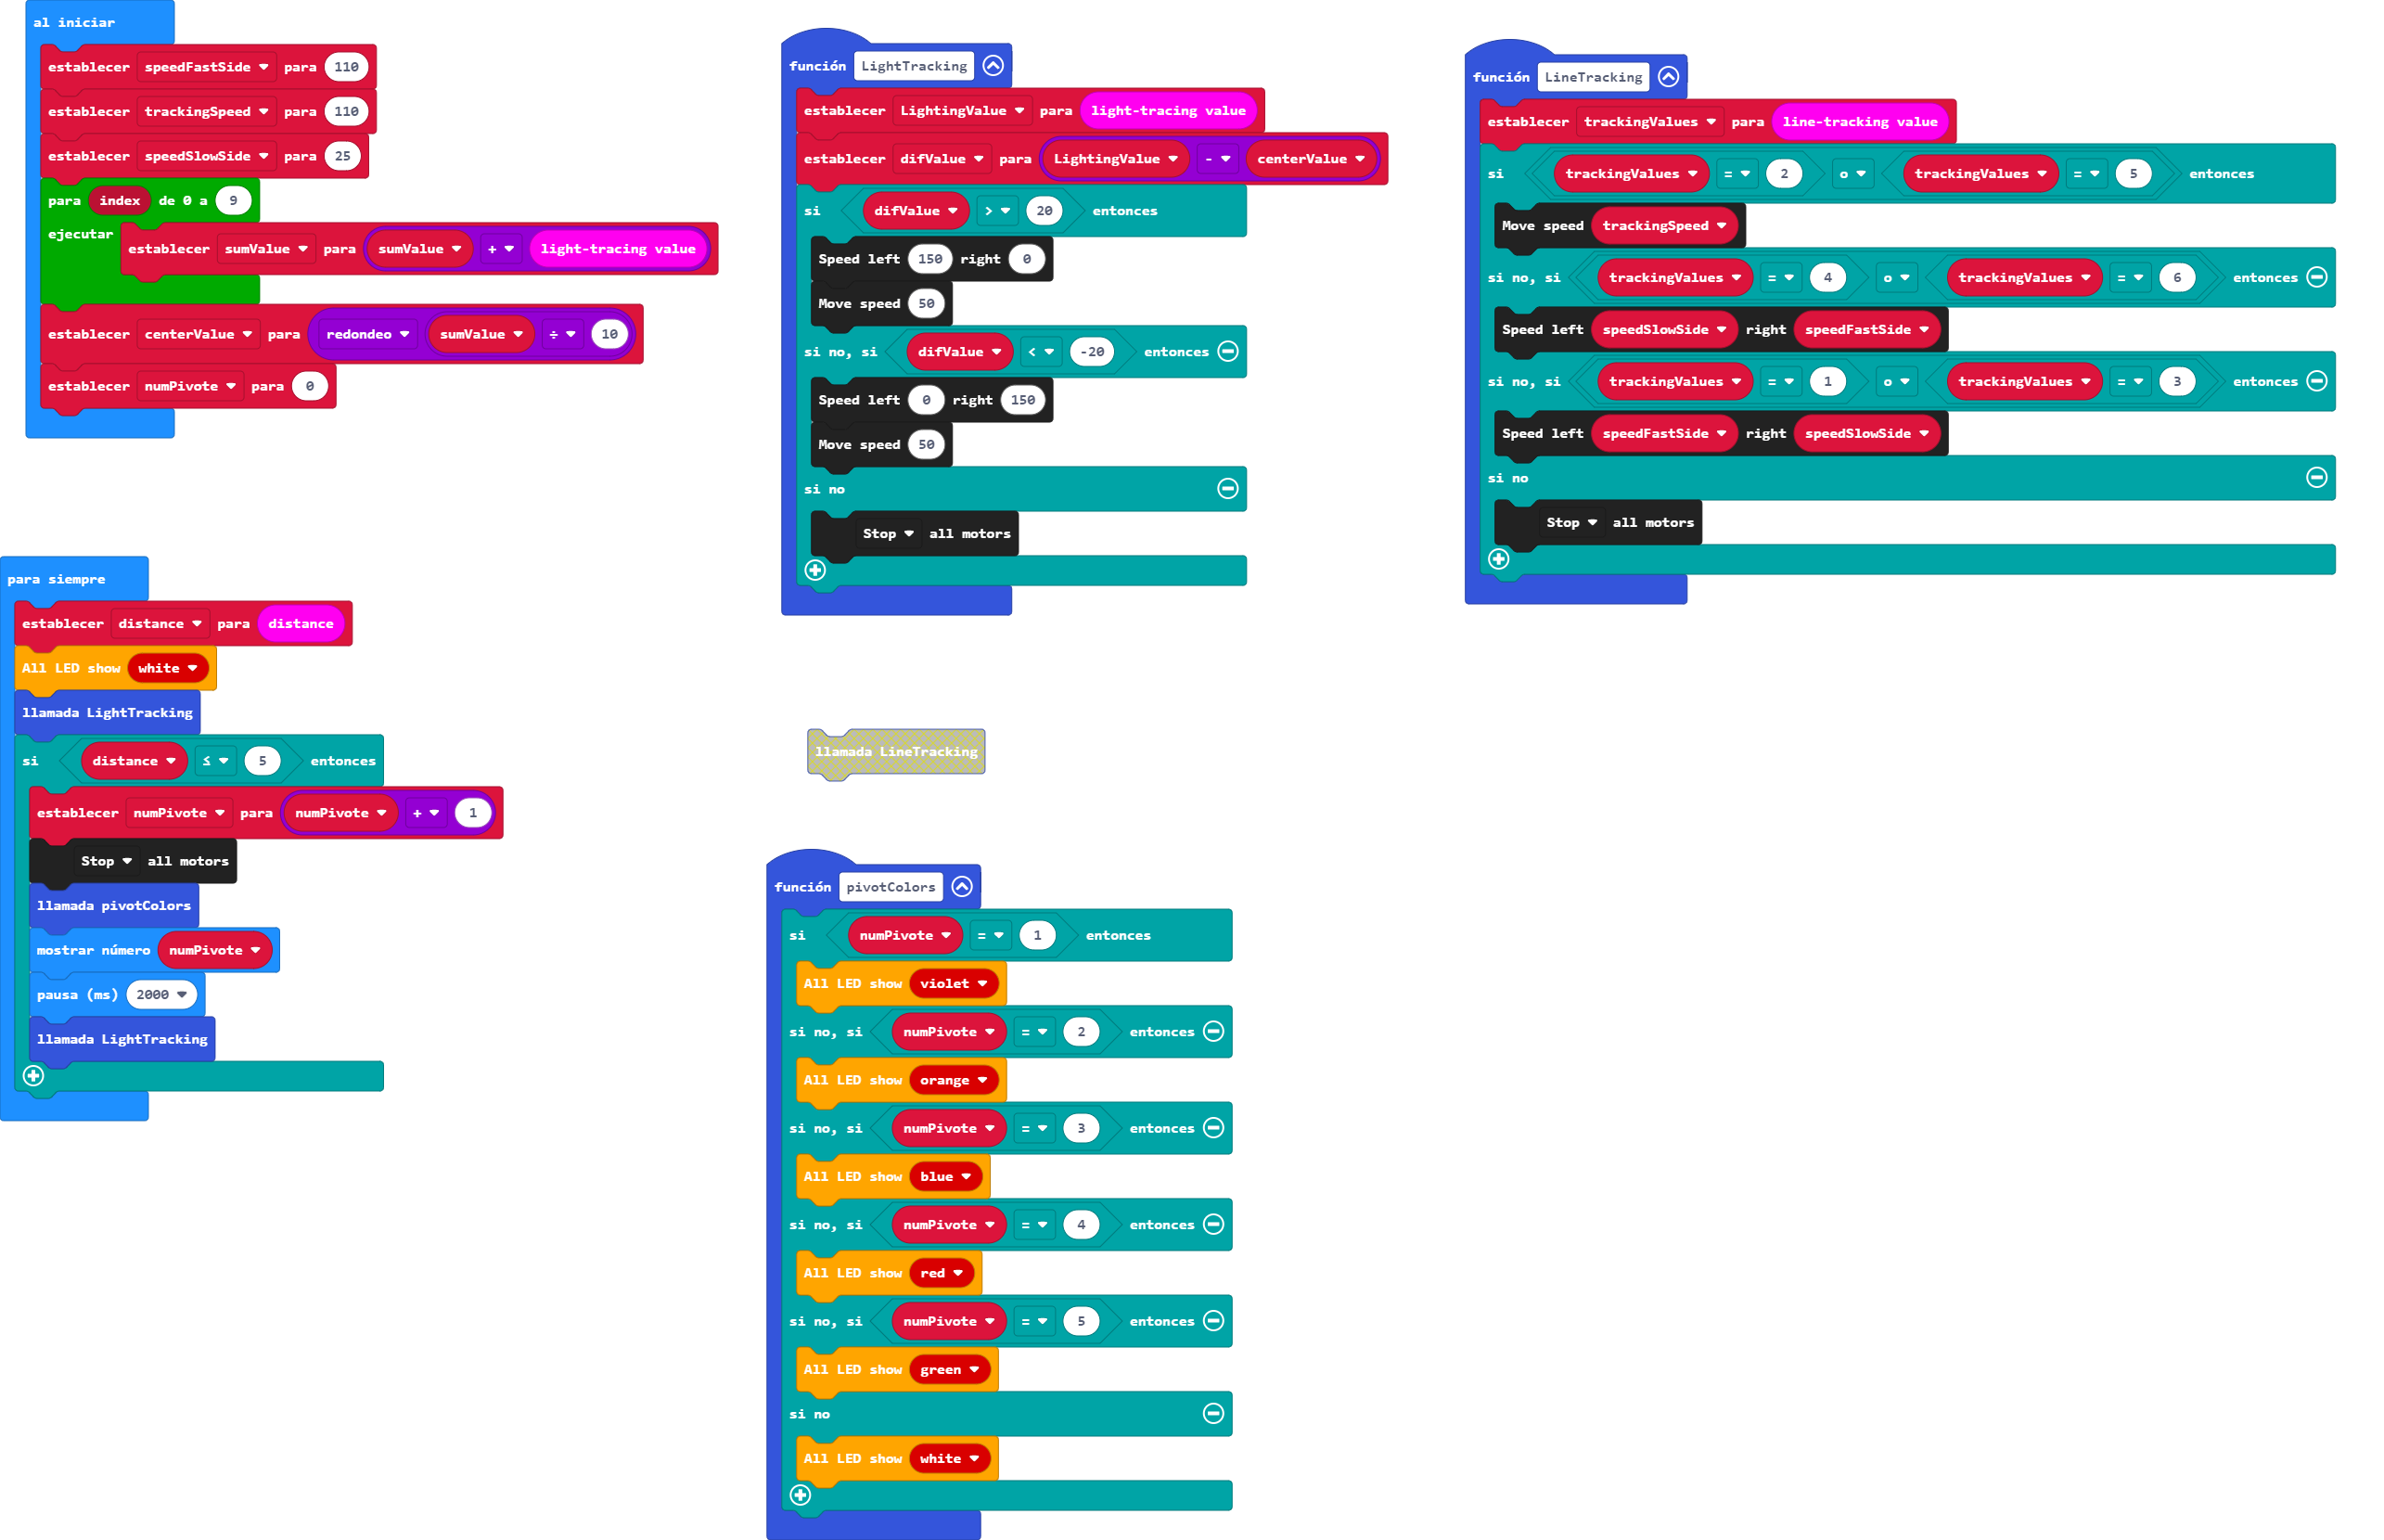 al iniciar
establecer speedFastSide para 110
establecer trackingSpeed para 110
establecer speedSlowSide para 25
para index de 0 a 9
ejecutar establecer sumValue para sumValue + light-tracing value
establecer centerValue para redondeo sumValue ÷ 10
establecer numPivote para 0
para siempre
establecer distance para distance
All LED show white
llamada LightTracking
si distance ≤ 5 entonces
establecer numPivote para numPivote + 1
Stop all motors
llamada pivotColors
mostrar número numPivote
pausa (ms) 2000
llamada LightTracking
función LightTracking
establecer LightingValue para light-tracing value
establecer difValue para LightingValue - centerValue
si difValue > 20 entonces
Speed left 150 right 0
Move speed 50
si no, si difValue < -20 entonces
Speed left 0 right 150
Move speed 50
si no
Stop all motors
llamada LineTracking
función pivotColors
si numPivote = 1 entonces
All LED show violet
si no, si numPivote = 2 entonces
All LED show orange
si no, si numPivote = 3 entonces
All LED show blue
si no, si numPivote = 4 entonces
All LED show red
si no, si numPivote = 5 entonces
All LED show green
si no
All LED show white
función LineTracking
establecer trackingValues para line-tracking value
si trackingValues = 2 o trackingValues = 5 entonces
Move speed trackingSpeed
si no, si trackingValues = 4 o trackingValues = 6 entonces
Speed left speedSlowSide right speedFastSide
si no, si trackingValues = 1 o trackingValues = 3 entonces
Speed left speedFastSide right speedSlowSide
si no
Stop all motors